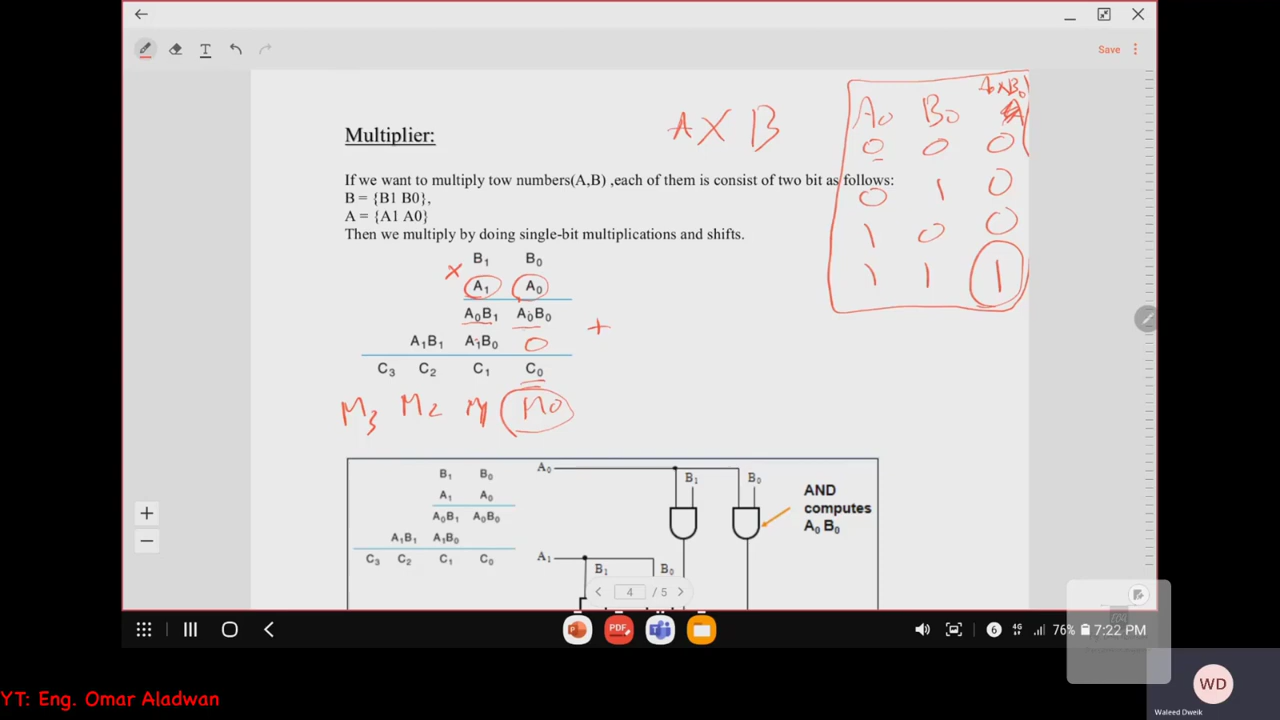 Save
A X B
A0 B0 A0 X B0
0 0 0
0 1 0
1 0 0
1 1 1
Multiplier:
If we want to multiply tow numbers(A,B) ,each of them is consist of two bit as follows:
B = {B1 B0},
A = {A1 A0}
Then we multiply by doing single-bit multiplications and shifts.
B1 B0
X A1 A0
A0B1 A0B0
+
A1B1 A1B0 0
C3 C2 C1 C0
M3 M2 M1 M0
B1 B0
A1 A0
A0B1 A0B0
A1B1 A1B0
C3 C2 C1 C0
A0
B1 B0
A1
B1 B0
AND
computes
A0 B0
4 / 5
PDF
6 4G 76% 7:22 PM
YT: Eng. Omar Aladwan
WD
Waleed Dweik